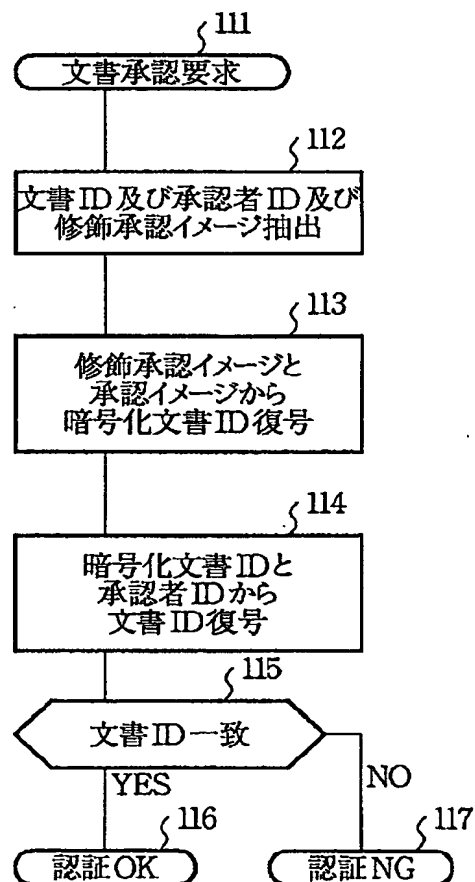 111
文書承認要求
112
文書ID及び承認者ID及び
修飾承認イメージ抽出
113
修飾承認イメージと
承認イメージから
暗号化文書ID復号
114
暗号化文書IDと
承認者IDから
文書ID復号
115
文書ID一致
YES
NO
116
117
認証OK
認証NG